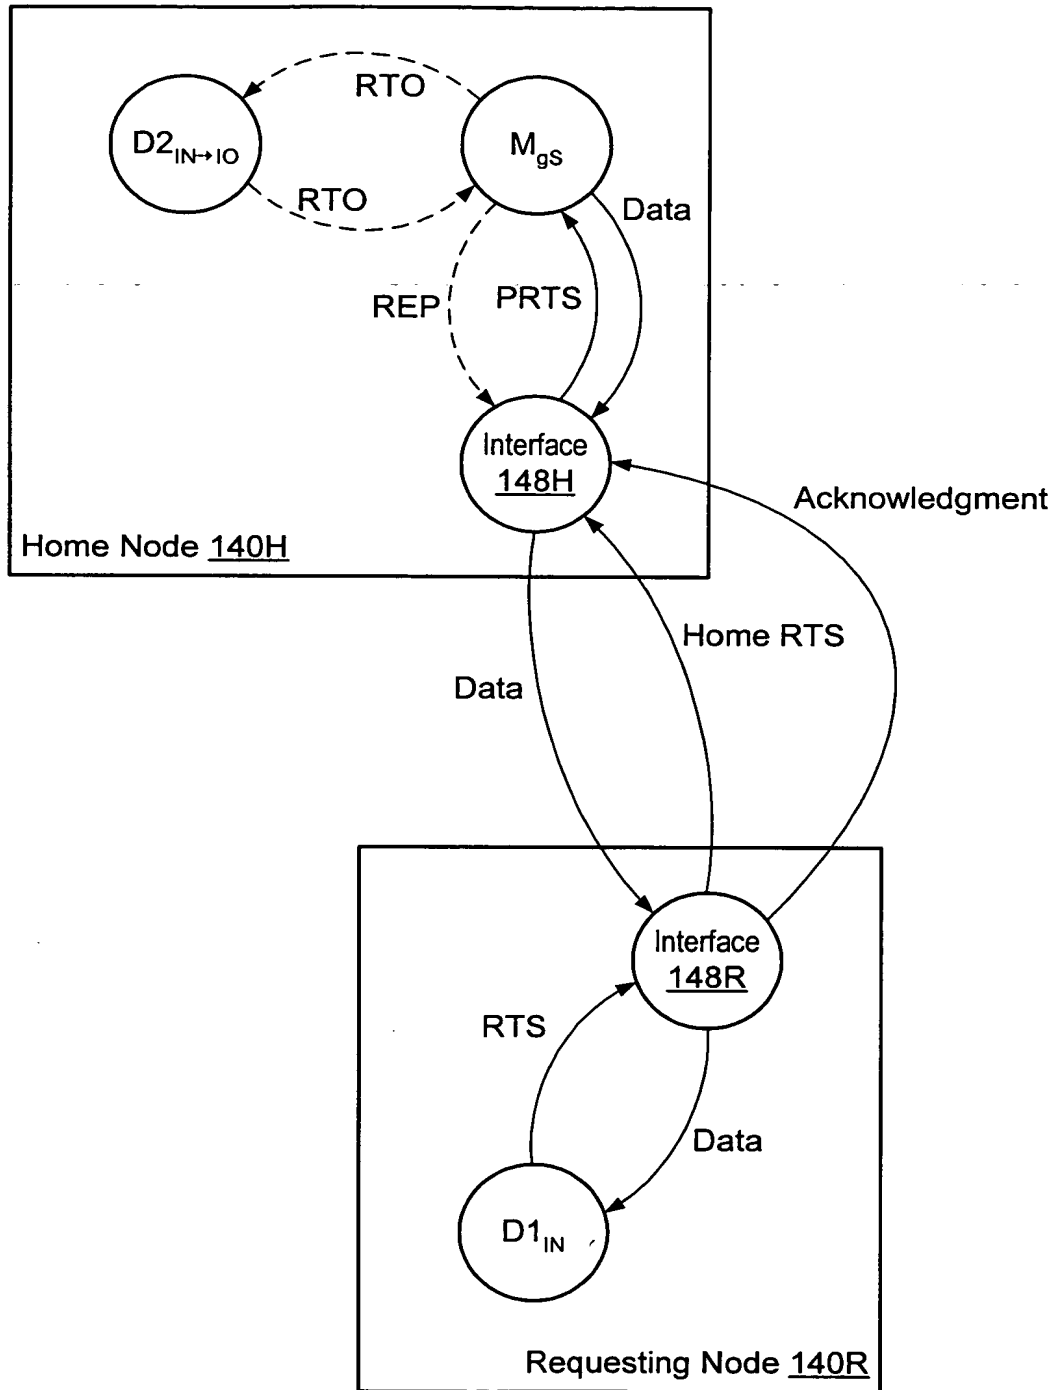 RTO
D2IN→IO
MgS
RTO
Data
REP
PRTS
Interface
148H
Acknowledgment
Home Node 140H
Home RTS
Data
Interface
148R
RTS
Data
D1IN
Requesting Node 140R